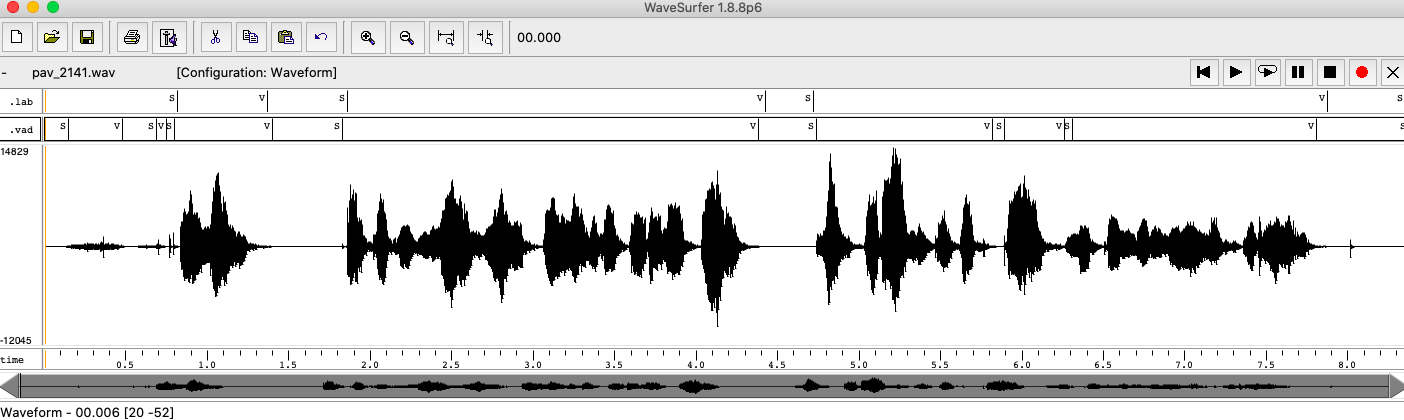 WaveSurfer 1.8.8p6
00.000
- pav_2141.wav [Configuration: Waveform]
.lab S V S V S V S
.vad S V S V S V S V S V S V S V S
14829
-12045
time 0.5 1.0 1.5 2.0 2.5 3.0 3.5 4.0 4.5 5.0 5.5 6.0 6.5 7.0 7.5 8.0
Waveform - 00.006 [20 -52]